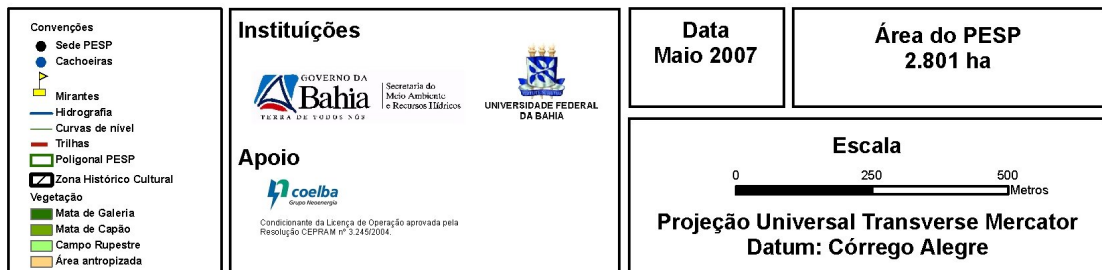 Convenções
Sede PESP
Cachoeiras
Mirantes
Hidrografia
Curvas de nível
Trilhas
Poligonal PESP
Zona Histórico Cultural
Vegetação
Mata de Galeria
Mata de Capão
Campo Rupestre
Área antropizada
Instituíções
GOVERNO DA
Bahia
TERRA DE TODOS NÓS
Secretaria do
Meio Ambiente
e Recursos Hídricos
UNIVERSIDADE FEDERAL
DA BAHIA
Apoio
coelba
Grupo Neoenergia
Condicionante da Licença de Operação aprovada pela
Resolução CEPRAM nº 3.245/2004.
Data
Maio 2007
Área do PESP
2.801 ha
Escala
0 250 500
Metros
Projeção Universal Transverse Mercator
Datum: Córrego Alegre